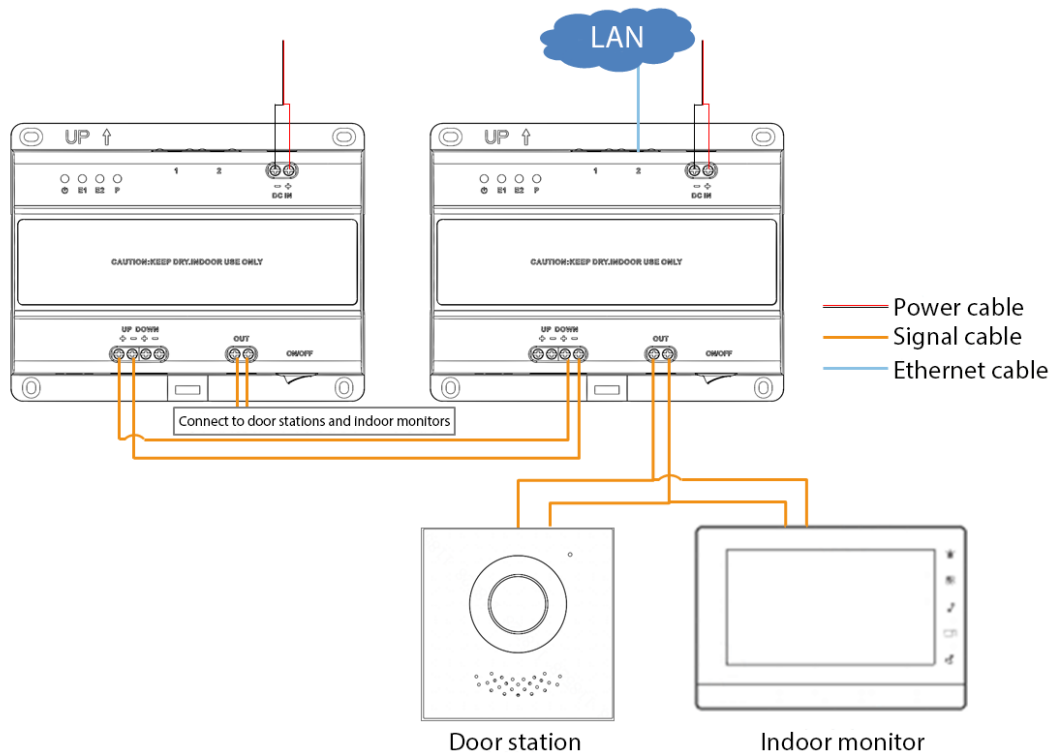 LAN
UP ↑
1 2
E1 E2 P
- +
DC IN
CAUTION:KEEP DRY.INDOOR USE ONLY
UP DOWN
+ - + -
OUT
ON/OFF
UP ↑
1 2
E1 E2 P
- +
DC IN
CAUTION:KEEP DRY.INDOOR USE ONLY
UP DOWN
+ - + -
OUT
ON/OFF
Power cable
Signal cable
Ethernet cable
Connect to door stations and indoor monitors
Door station
Indoor monitor